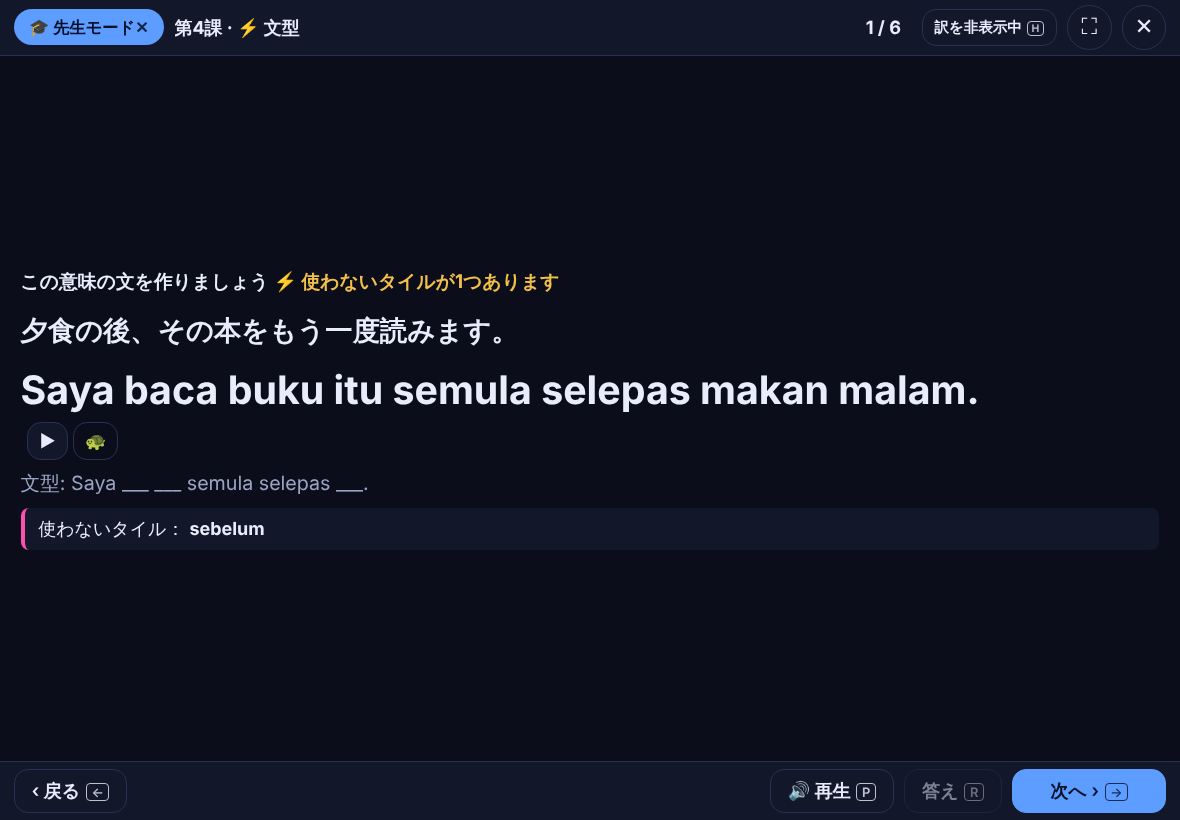 🎓 先生モード✕ 第4課 · ⚡ 文型 1 / 6 訳を非表示中 H ✕
この意味の文を作りましょう ⚡ 使わないタイルが1つあります
夕食の後、その本をもう一度読みます。
Saya baca buku itu semula selepas makan malam.
▶ 🐢
文型: Saya ___ ___ semula selepas ___.
使わないタイル： sebelum
‹ 戻る ← 🔊 再生 P 答え R 次へ › →